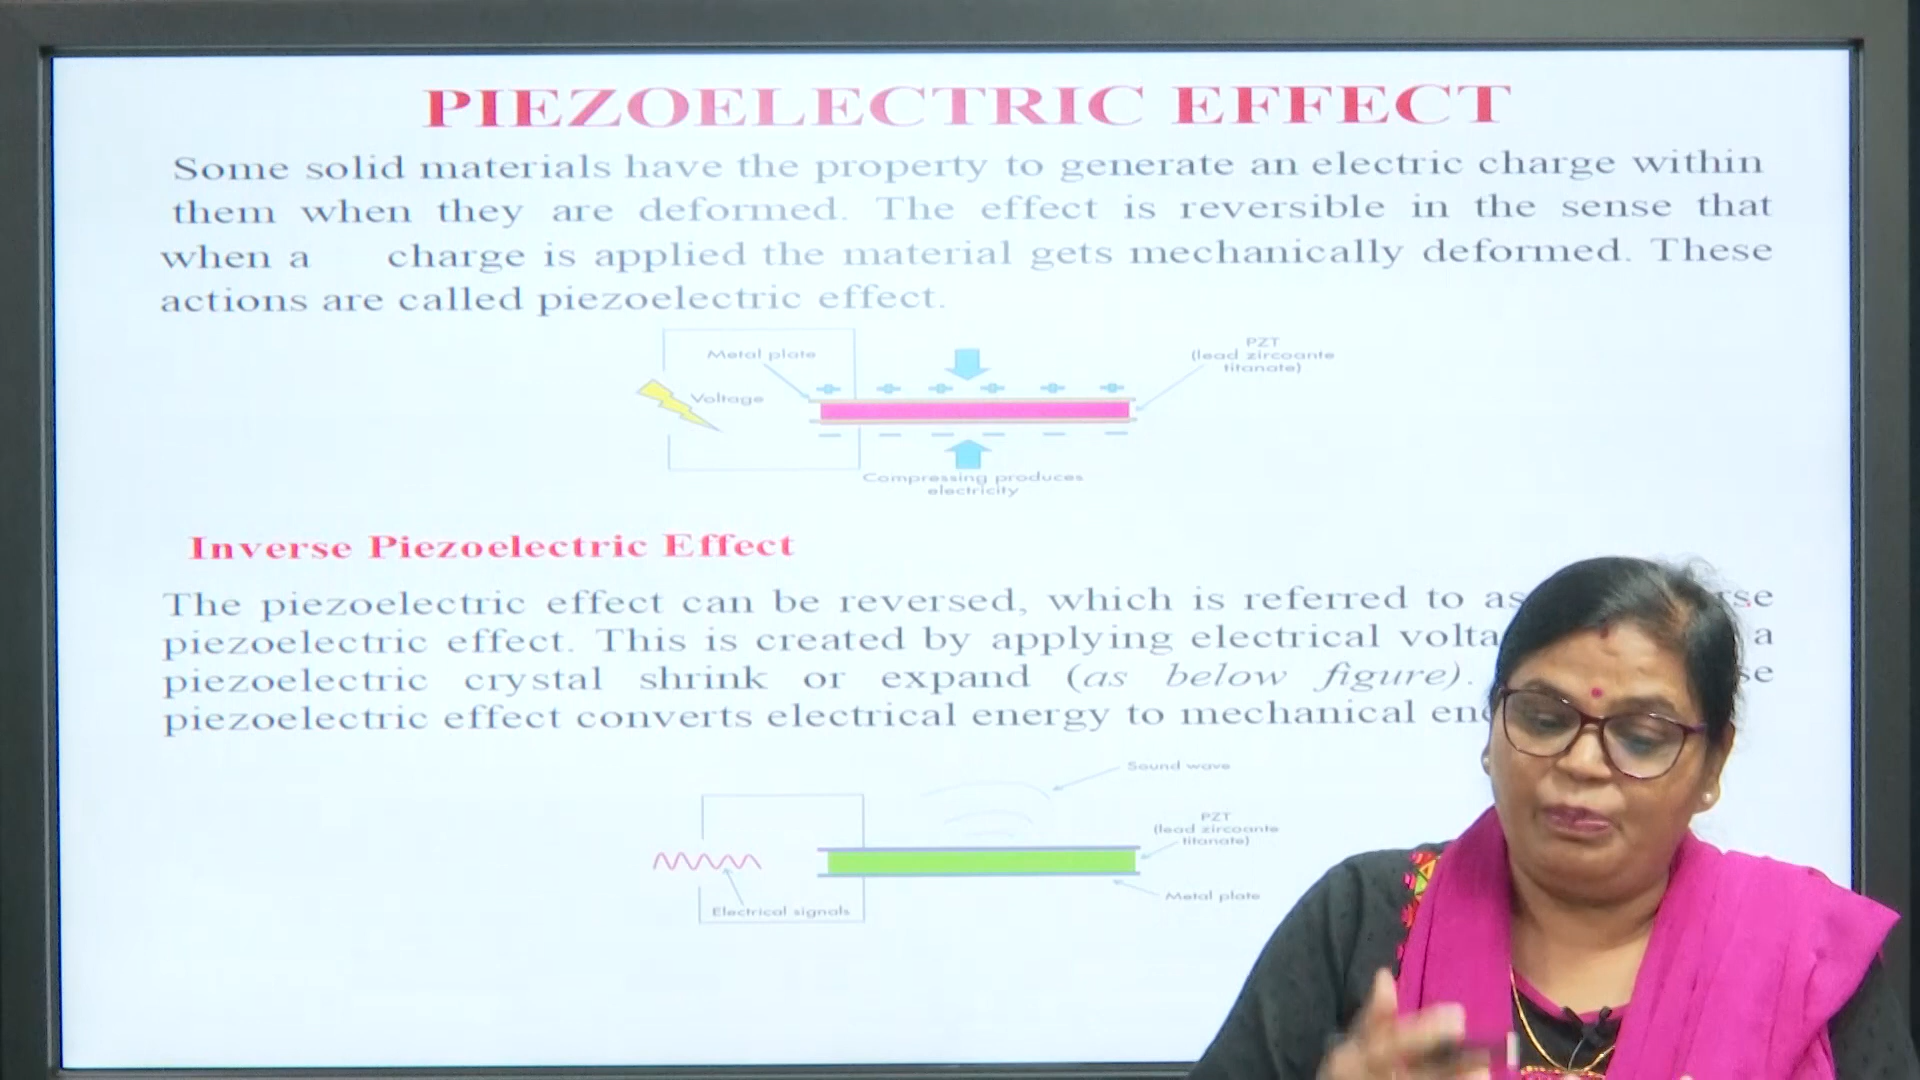 PIEZOELECTRIC EFFECT
Some solid materials have the property to generate an electric charge within
them when they are deformed. The effect is reversible in the sense that
when a charge is applied the material gets mechanically deformed. These
actions are called piezoelectric effect.
Metal plate
PZT
(lead zircoante
titanate)
Voltage
Compressing produces
electricity
Inverse Piezoelectric Effect
The piezoelectric effect can be reversed, which is referred to as
piezoelectric effect. This is created by applying electrical a
piezoelectric crystal shrink or expand (as below figure).
piezoelectric effect converts electrical energy to mechanical
Sound wave
PZT
(lead zircoante
titanate)
Metal plate
Electrical signals